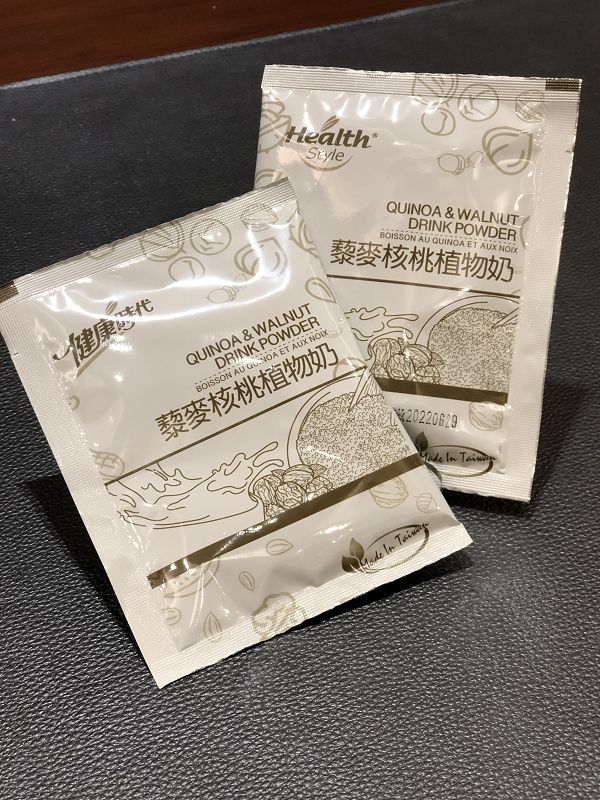 健康時代
QUINOA & WALNUT
DRINK POWDER
BOISSON AU QUINOA ET AUX NOIX
藜麥核桃植物奶
Made In Taiwan
Health®
Style
QUINOA & WALNUT
DRINK POWDER
BOISSON AU QUINOA ET AUX NOIX
藜麥核桃植物奶
20220629
Made In Taiwan